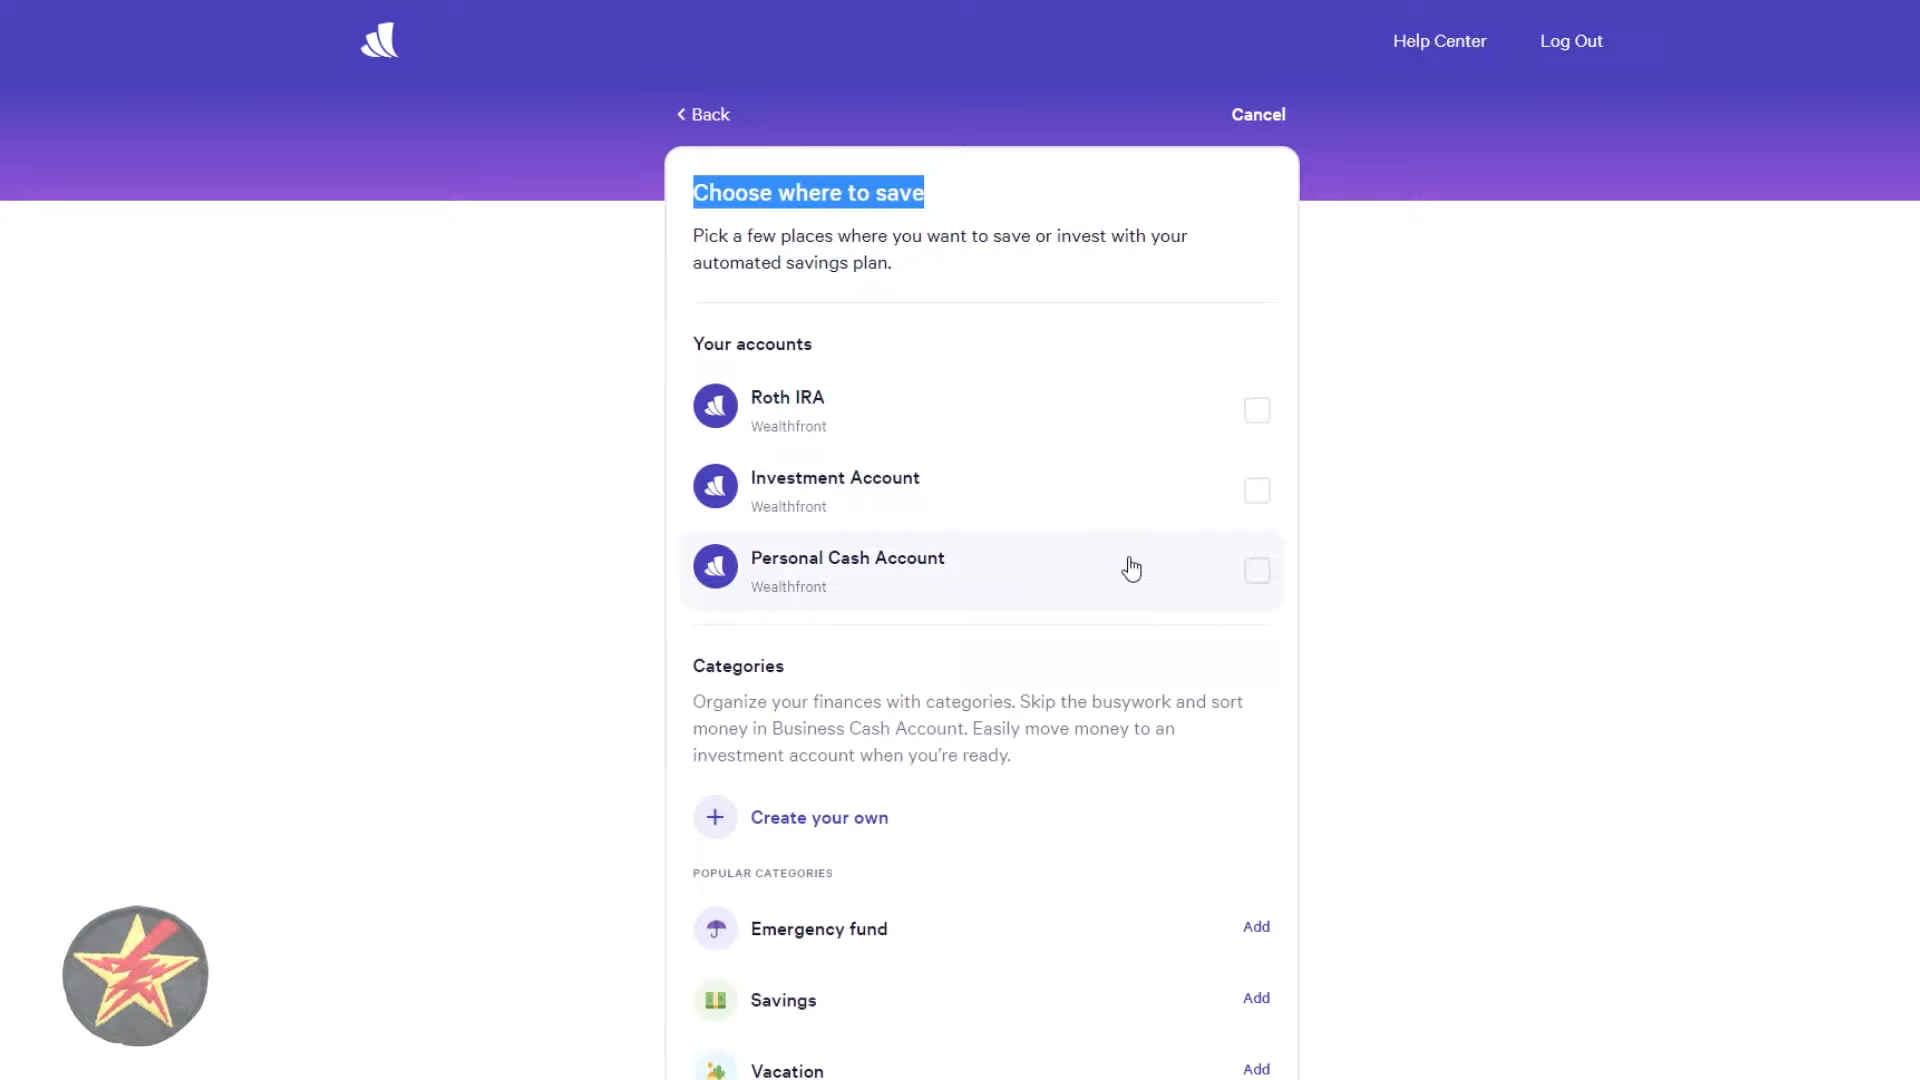 Help Center
Log Out
Back
Cancel
Choose where to save
Pick a few places where you want to save or invest with your
automated savings plan.
Your accounts
Roth IRA
Wealthfront
Investment Account
Wealthfront
Personal Cash Account
Wealthfront
Categories
Organize your finances with categories. Skip the busywork and sort
money in Business Cash Account. Easily move money to an
investment account when you’re ready.
Create your own
POPULAR CATEGORIES
Emergency fund
Add
Savings
Add
Vacation
Add